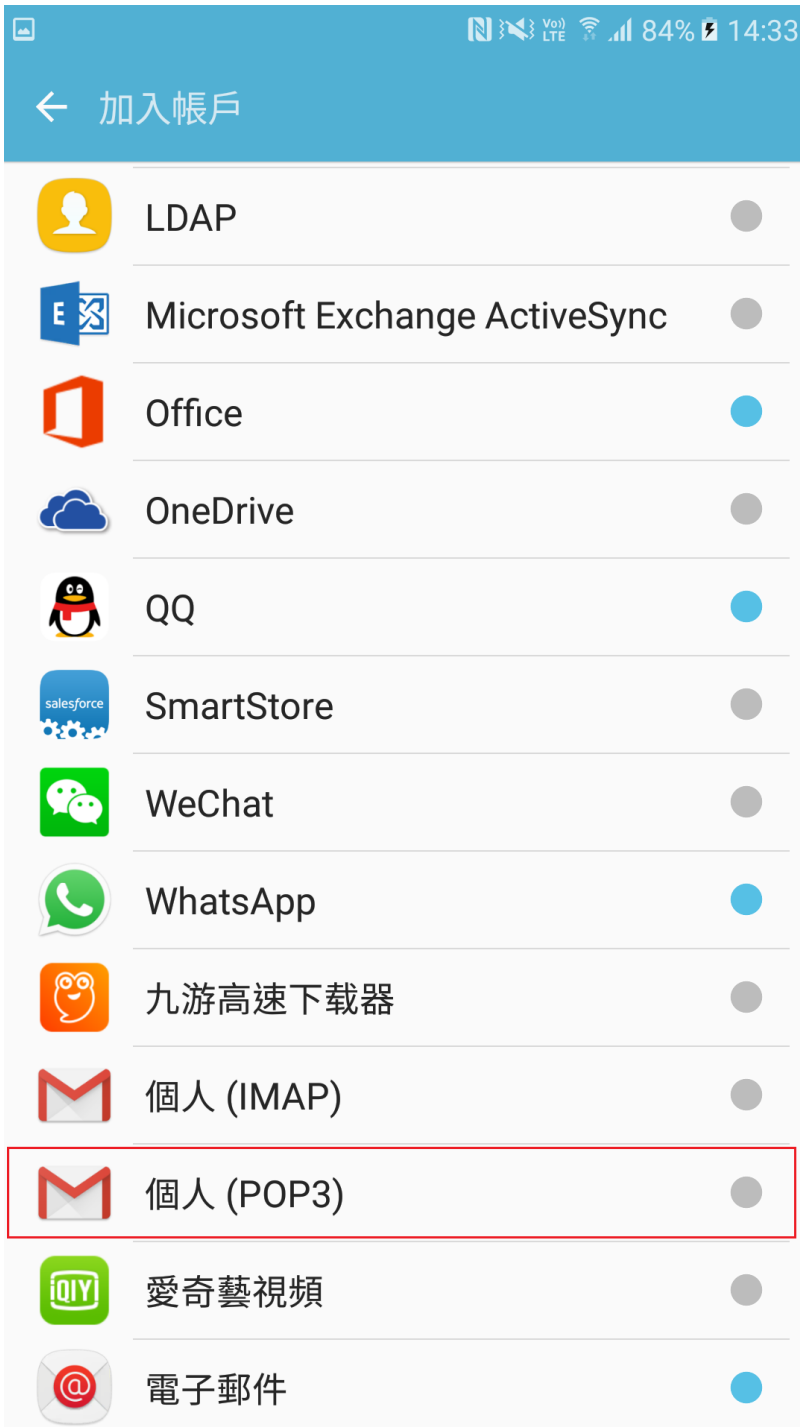 Vo)) LTE 84% 14:33
加入帳戶
LDAP
E Microsoft Exchange ActiveSync
Office
OneDrive
QQ
salesforce SmartStore
WeChat
WhatsApp
九游高速下载器
個人 (IMAP)
個人 (POP3)
iQIYI 愛奇藝視頻
@ 電子郵件